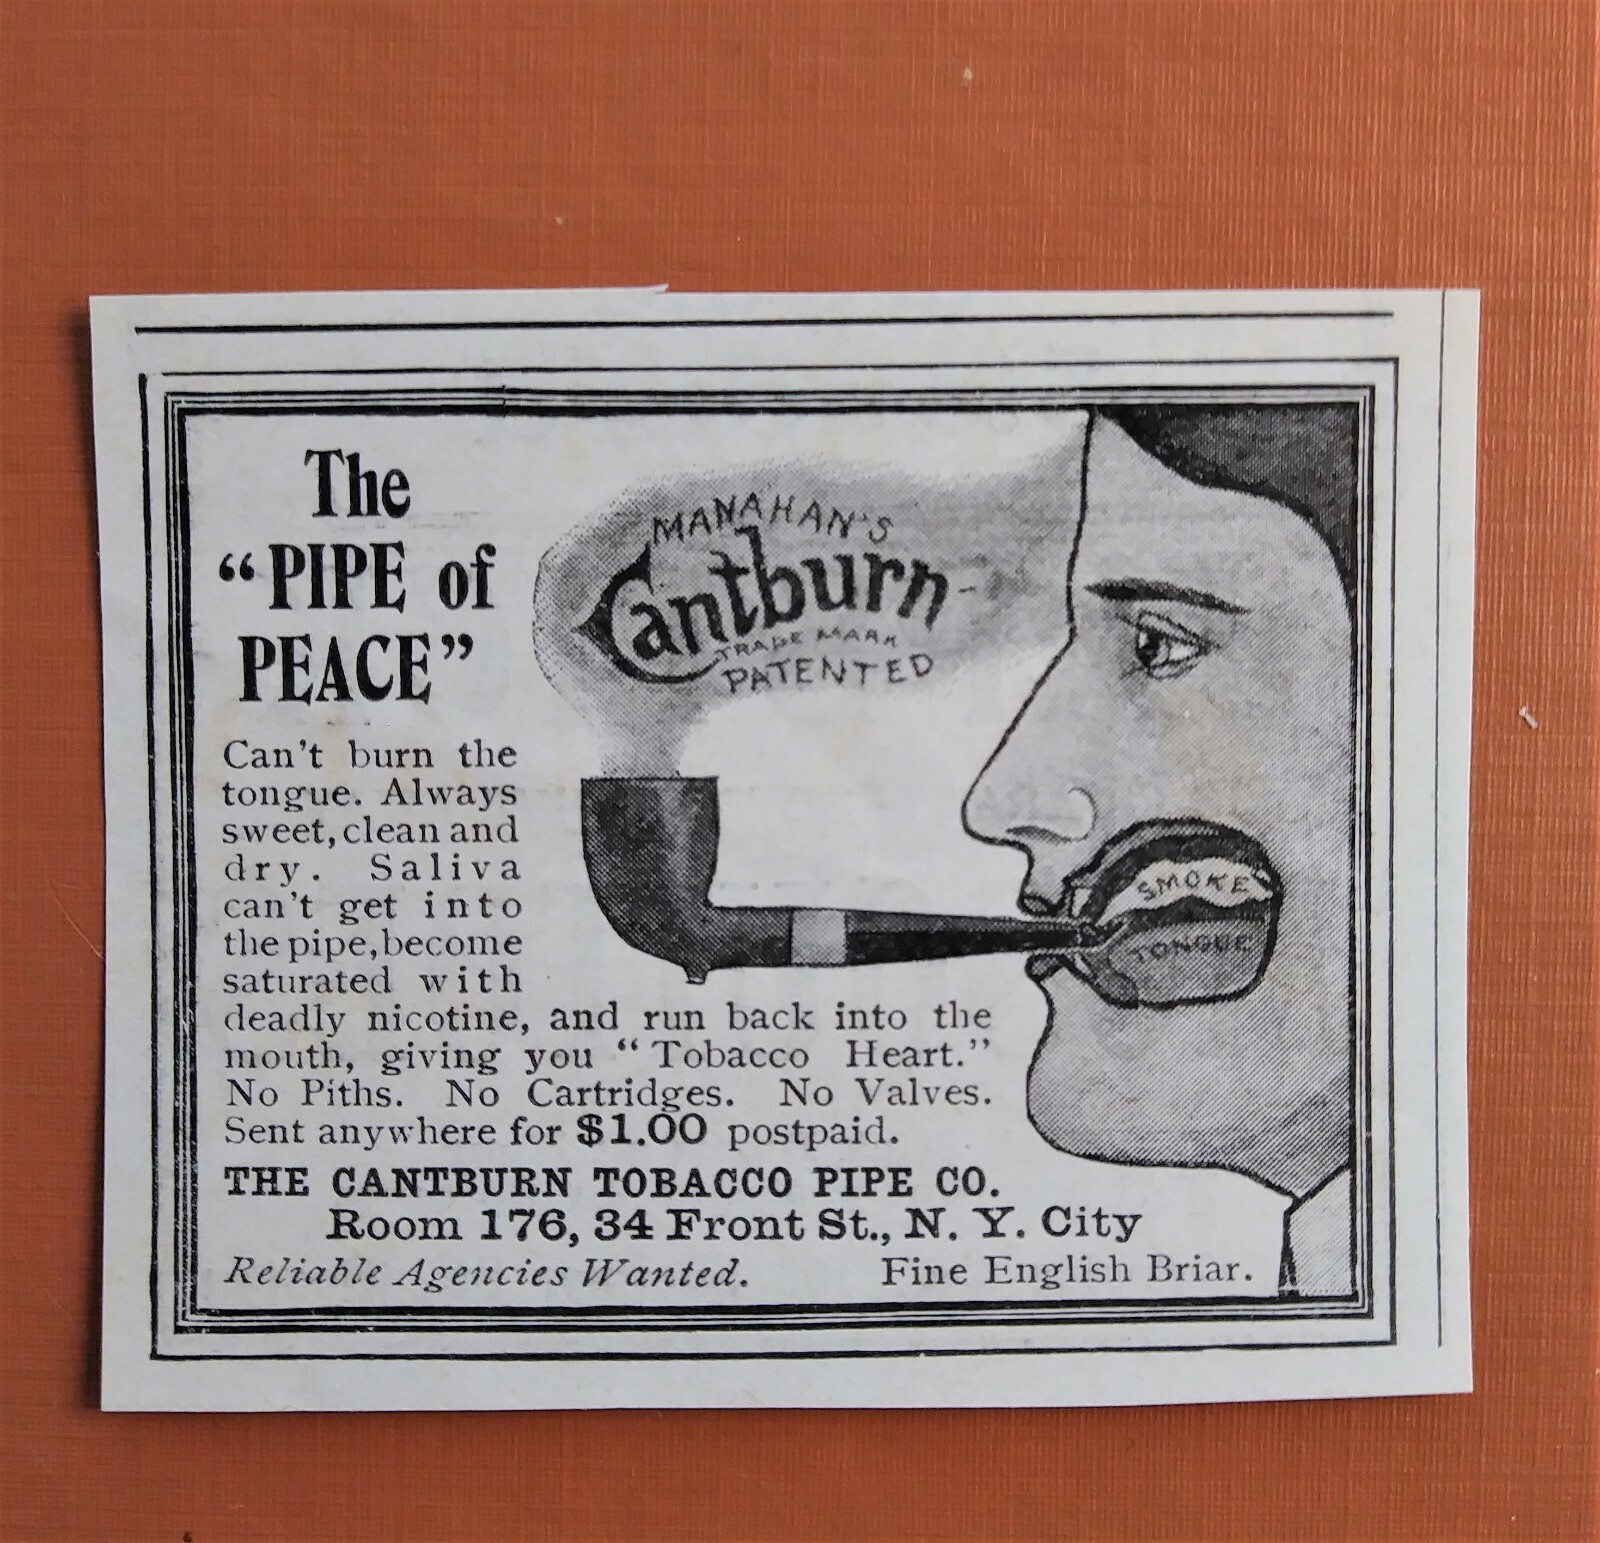 The
“PIPE of
PEACE”
MANAHAN'S
Cantburn
TRADE MARK
PATENTED
Can't burn the
tongue. Always
sweet, clean and
dry. Saliva
can't get into
the pipe, become
saturated with
deadly nicotine, and run back into the
mouth, giving you “Tobacco Heart.”
No Piths. No Cartridges. No Valves.
Sent anywhere for $1.00 postpaid.
SMOKE
TONGUE
THE CANTBURN TOBACCO PIPE CO.
Room 176, 34 Front St., N. Y. City
Reliable Agencies Wanted. Fine English Briar.